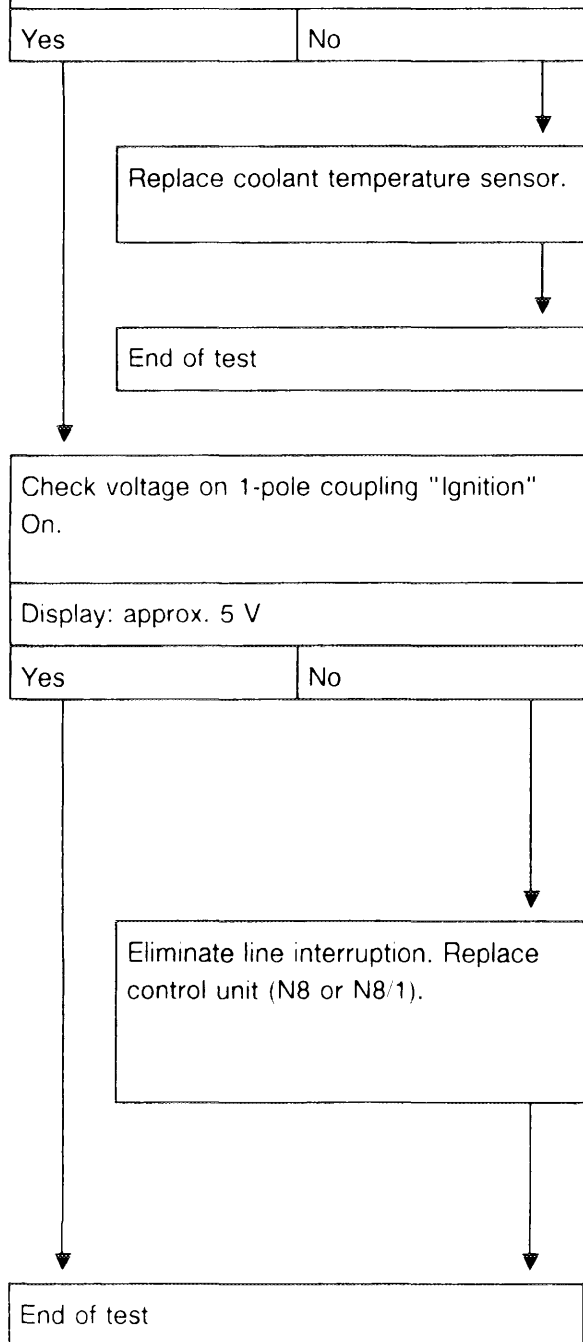 Yes
No
Replace coolant temperature sensor.
End of test
Check voltage on 1-pole coupling "Ignition"
On.
Display: approx. 5 V
Yes
No
Eliminate line interruption. Replace
control unit (N8 or N8/1).
End of test